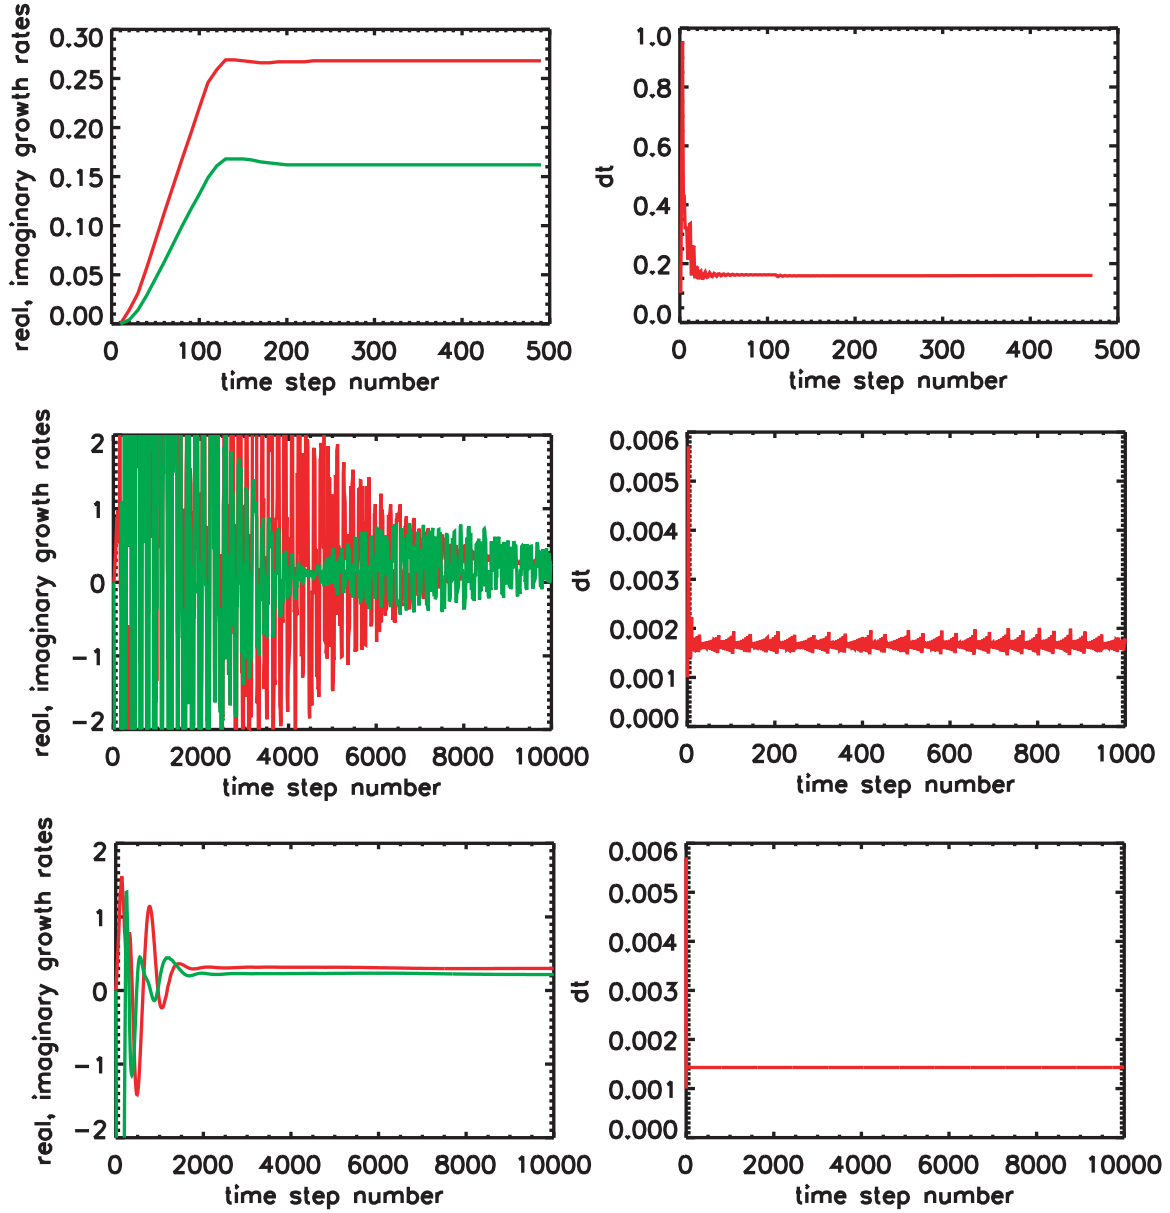 real, imaginary growth rates
0.30
0.25
0.20
0.15
0.10
0.05
0.00
0 100 200 300 400 500
time step number
dt
1.0
0.8
0.6
0.4
0.2
0.0
0 100 200 300 400 500
time step number
real, imaginary growth rates
2
1
0
−1
−2
0 2000 4000 6000 8000 10000
time step number
dt
0.006
0.005
0.004
0.003
0.002
0.001
0.000
0 200 400 600 800 1000
time step number
real, imaginary growth rates
2
1
0
−1
−2
0 2000 4000 6000 8000 10000
time step number
dt
0.006
0.005
0.004
0.003
0.002
0.001
0.000
0 2000 4000 6000 8000 10000
time step number